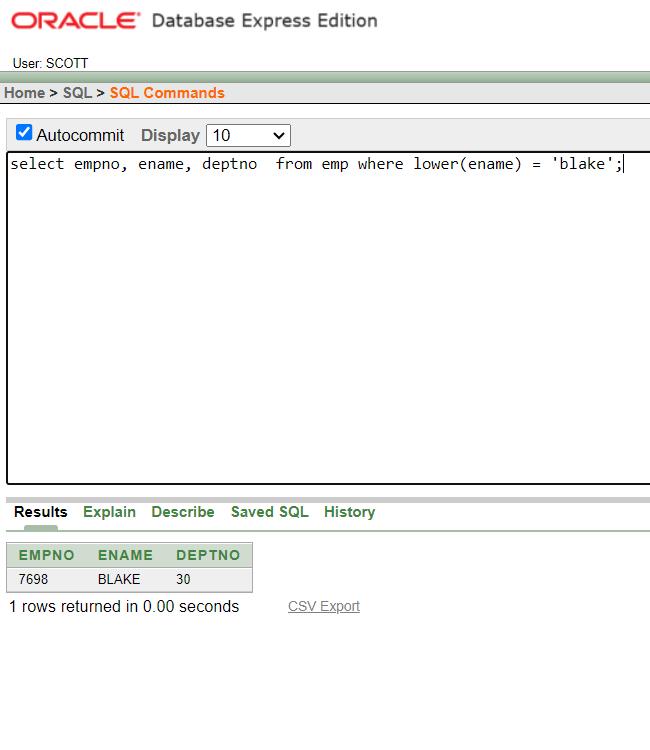 ORACLE® Database Express Edition
User: SCOTT
Home > SQL > SQL Commands
Autocommit Display 10
select empno, ename, deptno  from emp where lower(ename) = 'blake';
Results Explain Describe Saved SQL History
EMPNO ENAME DEPTNO
7698 BLAKE 30
1 rows returned in 0.00 seconds CSV Export